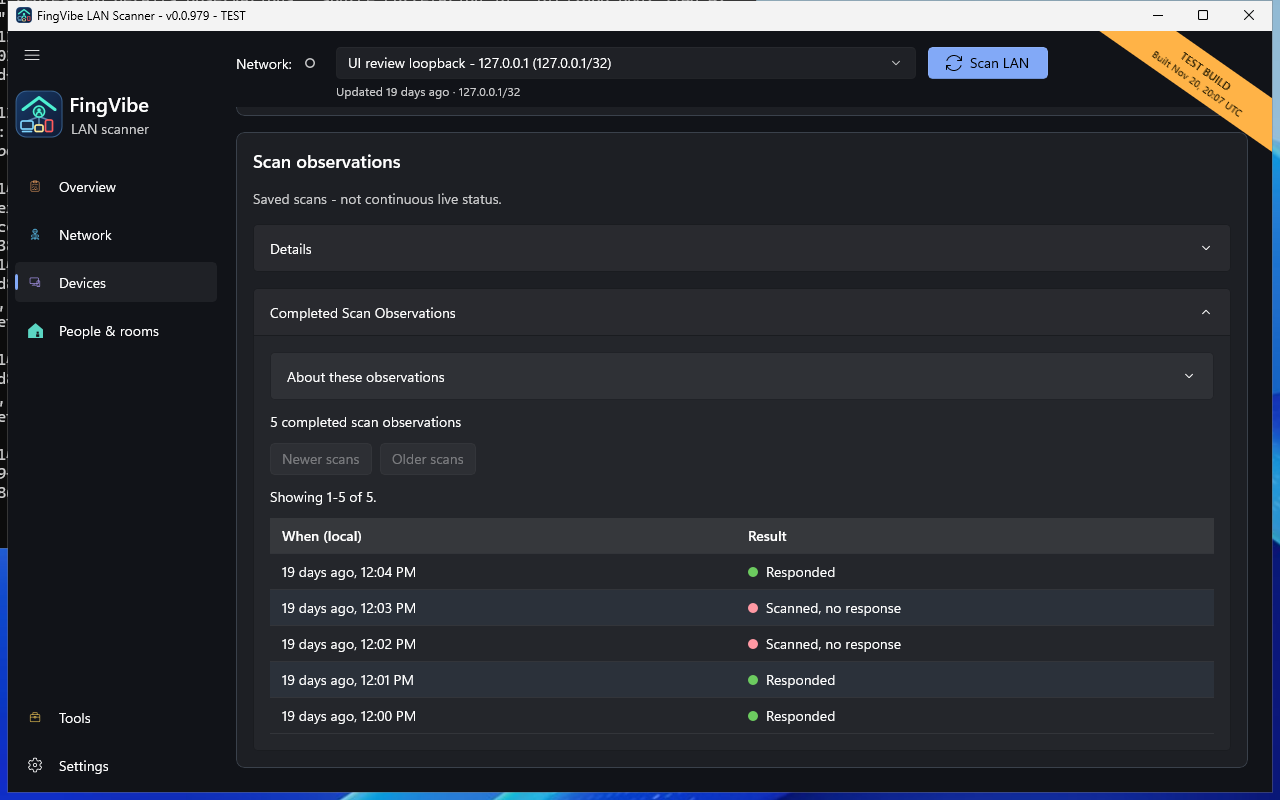 FingVibe LAN Scanner - v0.0.979 - TEST
Network:
UI review loopback - 127.0.0.1 (127.0.0.1/32)
Scan LAN
Updated 19 days ago · 127.0.0.1/32
TEST BUILD
Built Nov 20, 20:07 UTC
FingVibe
LAN scanner
Overview
Network
Devices
People & rooms
Tools
Settings
Scan observations
Saved scans - not continuous live status.
Details
Completed Scan Observations
About these observations
5 completed scan observations
Newer scans
Older scans
Showing 1-5 of 5.
When (local) Result
19 days ago, 12:04 PM Responded
19 days ago, 12:03 PM Scanned, no response
19 days ago, 12:02 PM Scanned, no response
19 days ago, 12:01 PM Responded
19 days ago, 12:00 PM Responded